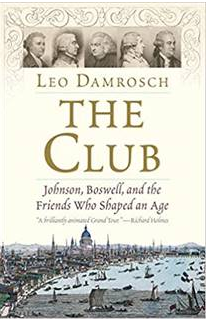 LEO DAMROSCH
THE
CLUB
Johnson, Boswell, and the
Friends Who Shaped an Age
"A brilliantly animated Grand Tour."—Richard Holmes